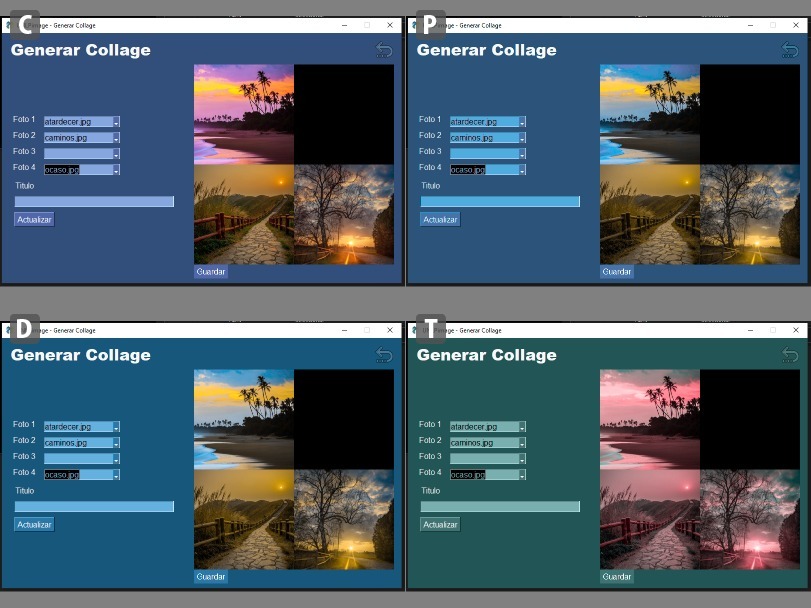 C
- Generar Collage
Generar Collage
Foto 1
atardecer.jpg
Foto 2
caminos.jpg
Foto 3
Foto 4
ocaso.jpg
Titulo
Actualizar
Guardar
P
- Generar Collage
Generar Collage
Foto 1
atardecer.jpg
Foto 2
caminos.jpg
Foto 3
Foto 4
ocaso.jpg
Titulo
Actualizar
Guardar
D
- Generar Collage
Generar Collage
Foto 1
atardecer.jpg
Foto 2
caminos.jpg
Foto 3
Foto 4
ocaso.jpg
Titulo
Actualizar
Guardar
T
- Generar Collage
Generar Collage
Foto 1
atardecer.jpg
Foto 2
caminos.jpg
Foto 3
Foto 4
ocaso.jpg
Titulo
Actualizar
Guardar